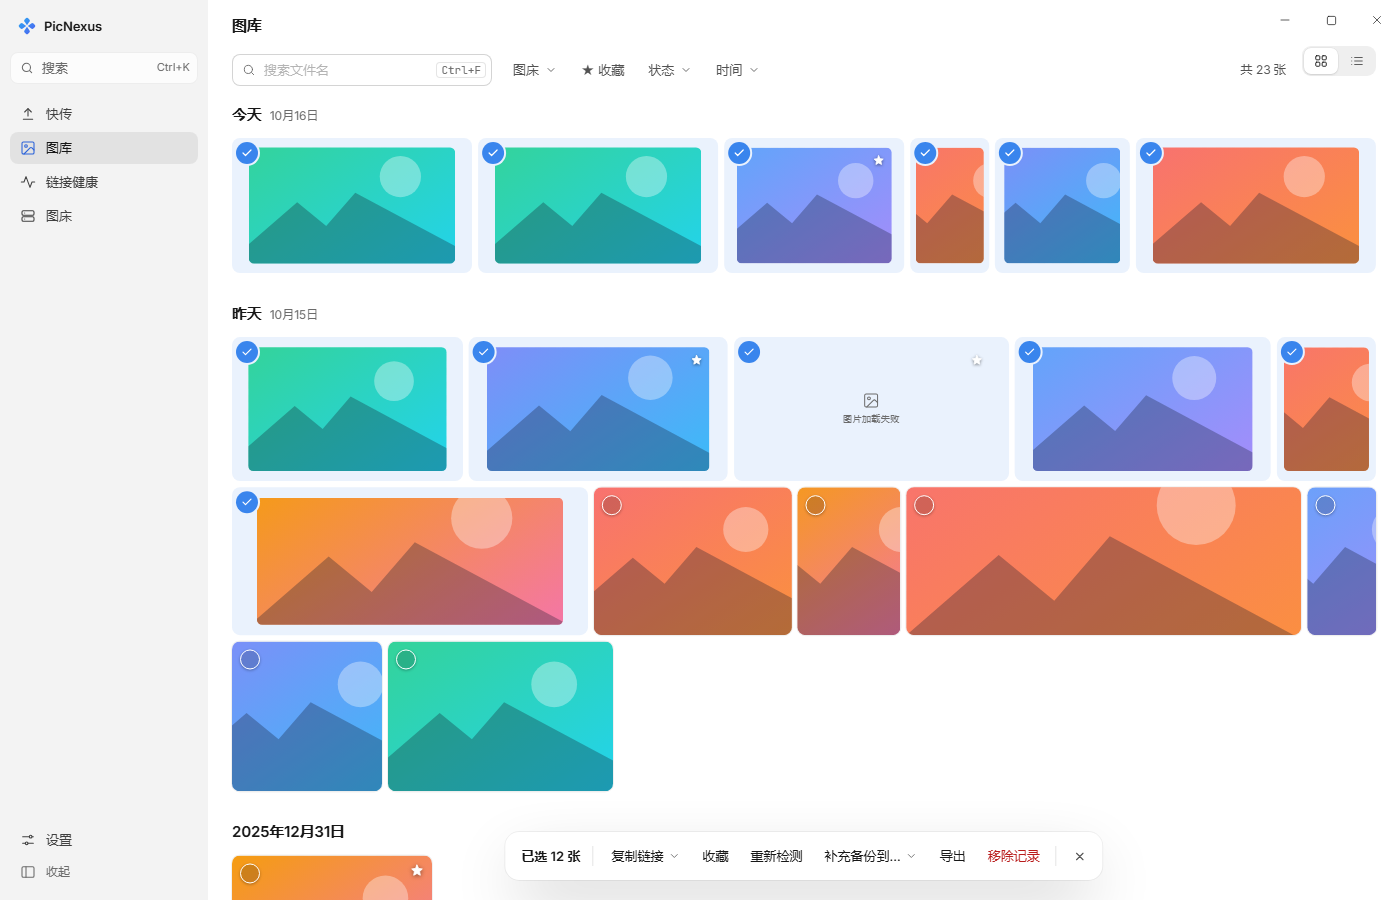 PicNexus
搜索 Ctrl+K
快传
图库
链接健康
图床
设置
收起
图库
搜索文件名 Ctrl+F
图床
★ 收藏
状态
时间
共 23 张
今天 10月16日
昨天 10月15日
图片加载失败
2025年12月31日
已选 12 张
复制链接
收藏
重新检测
补充备份到...
导出
移除记录